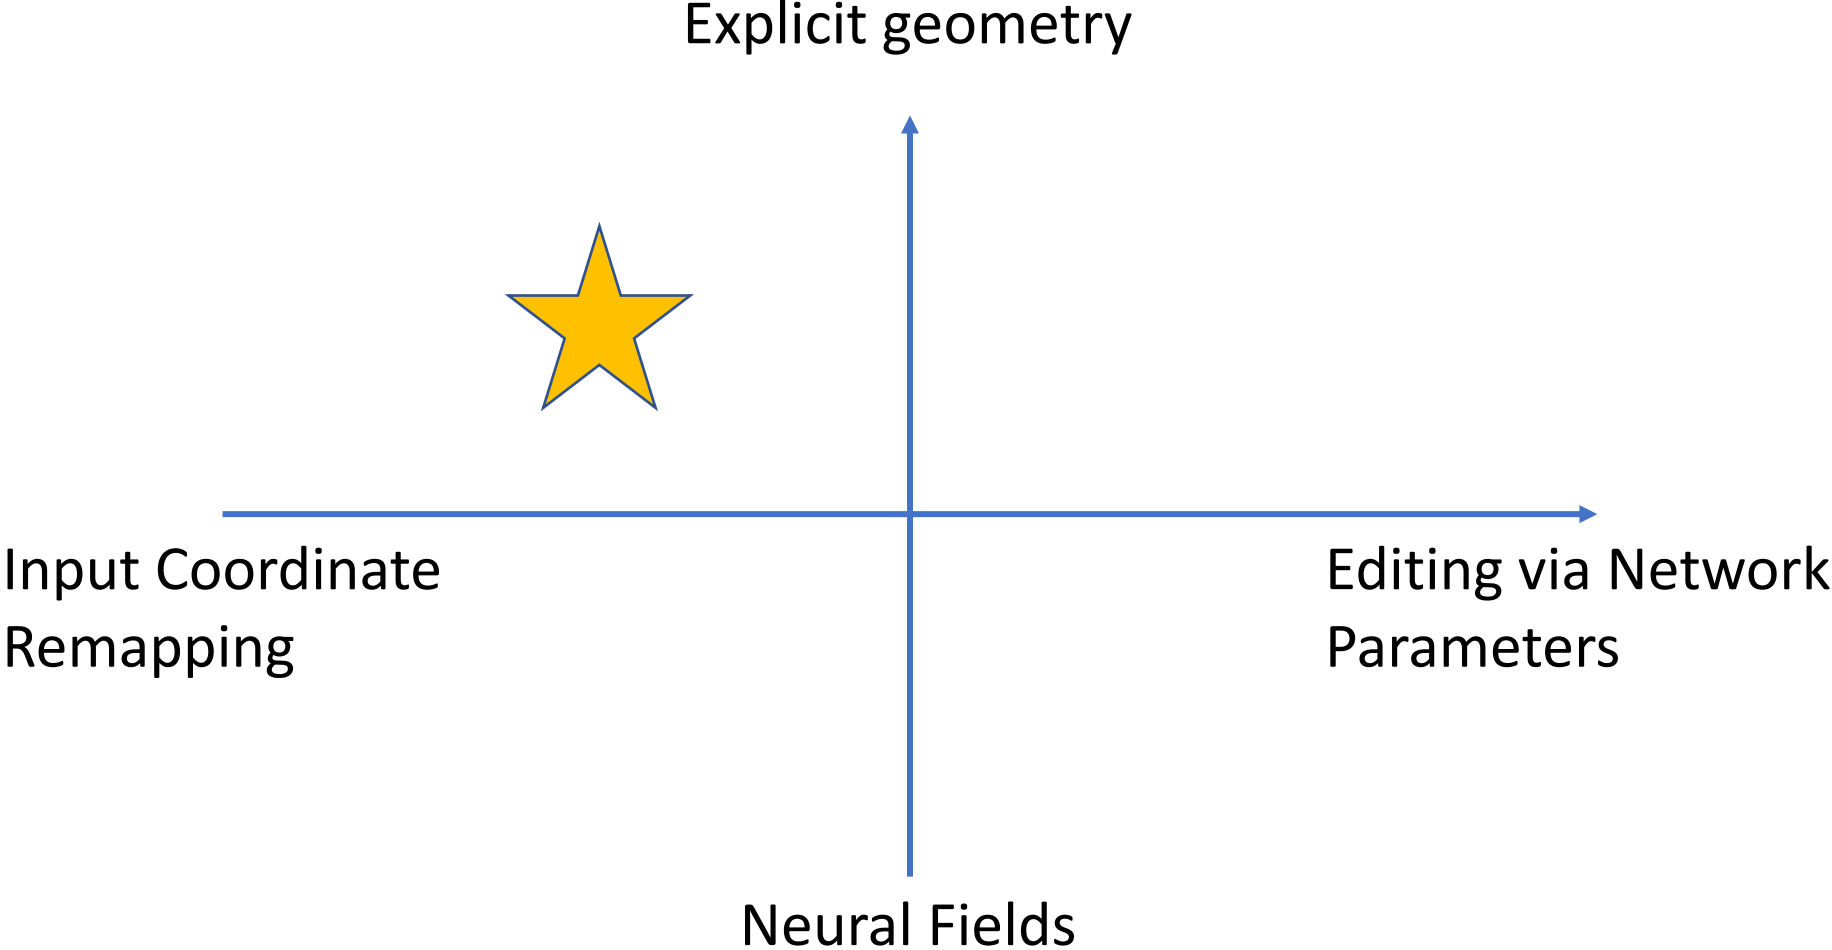 Explicit geometry
Input Coordinate
Remapping
Editing via Network
Parameters
Neural Fields